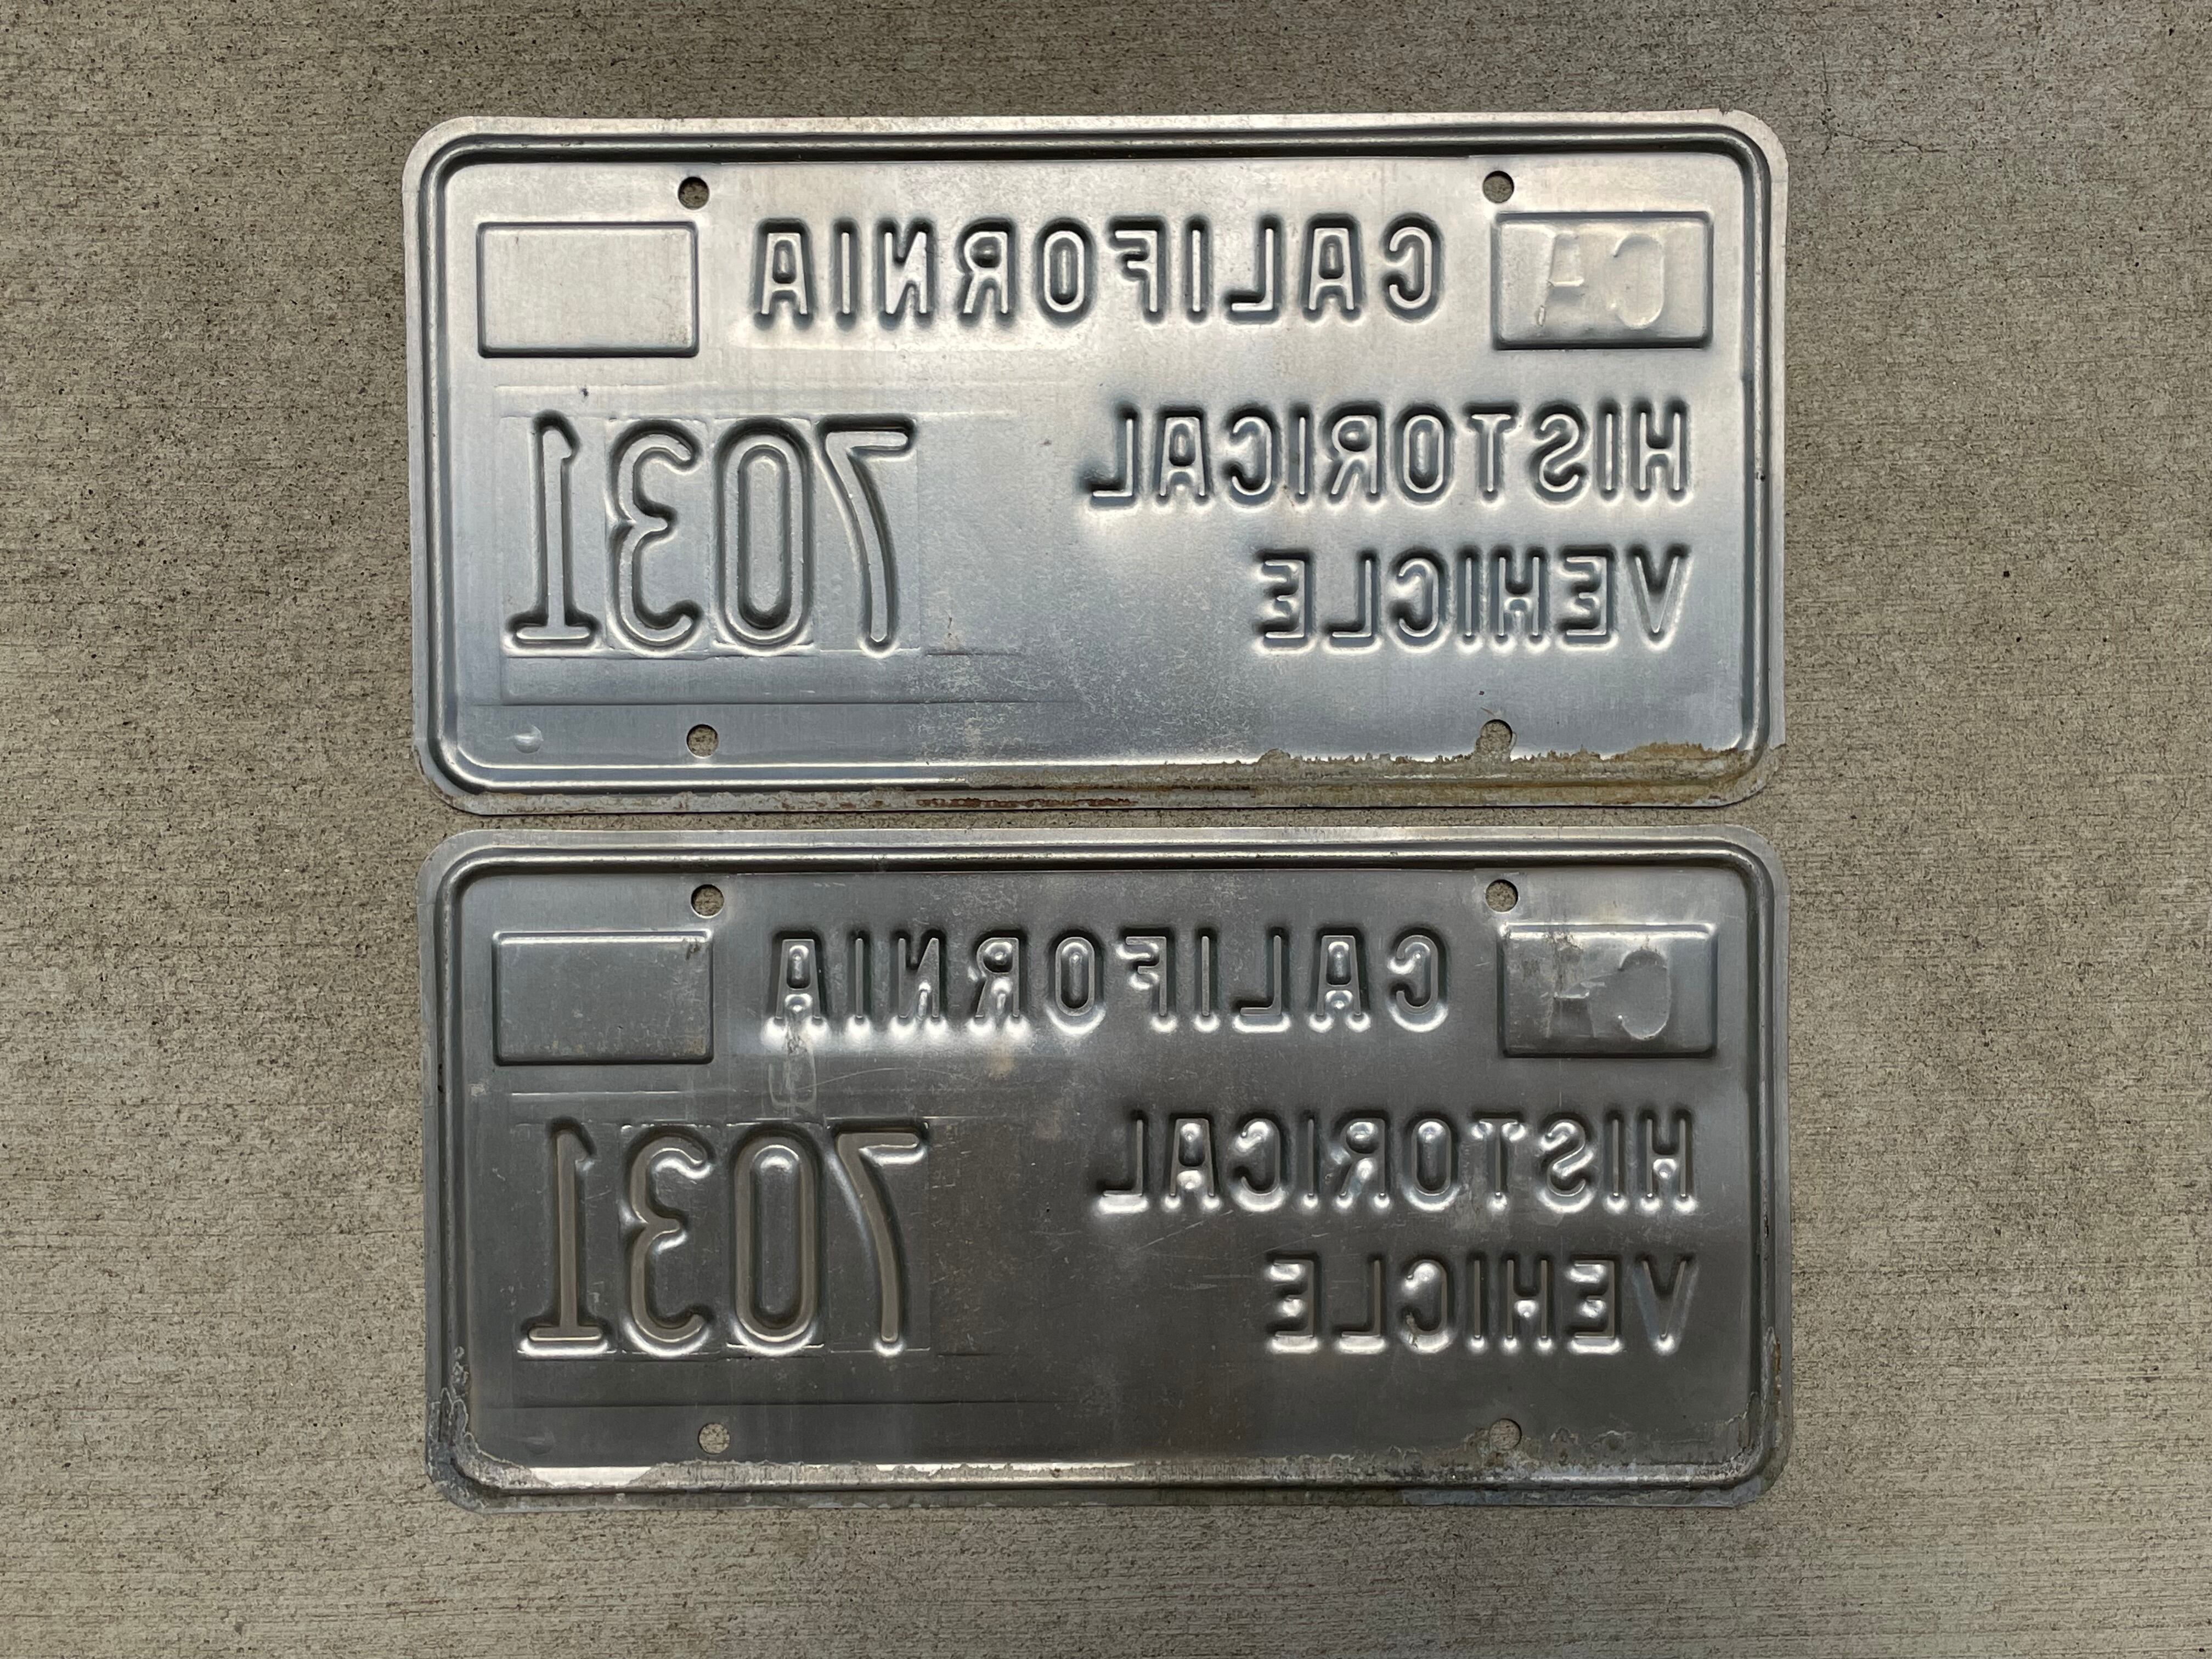 CALIFORNIA CA
HISTORICAL
7031
VEHICLE
CALIFORNIA CA
HISTORICAL
7031
VEHICLE